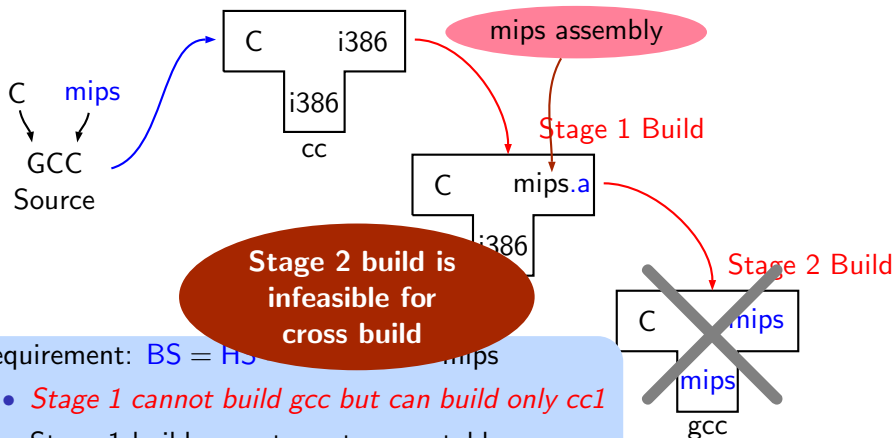 mips assembly
C i386
i386
cc
C mips
GCC
Source
Stage 1 Build
C mips.a
i386
Stage 2 build is
infeasible for
cross build
Stage 2 Build
C mips
mips
gcc
equirement: BS = HS mips
• Stage 1 cannot build gcc but can build only cc1